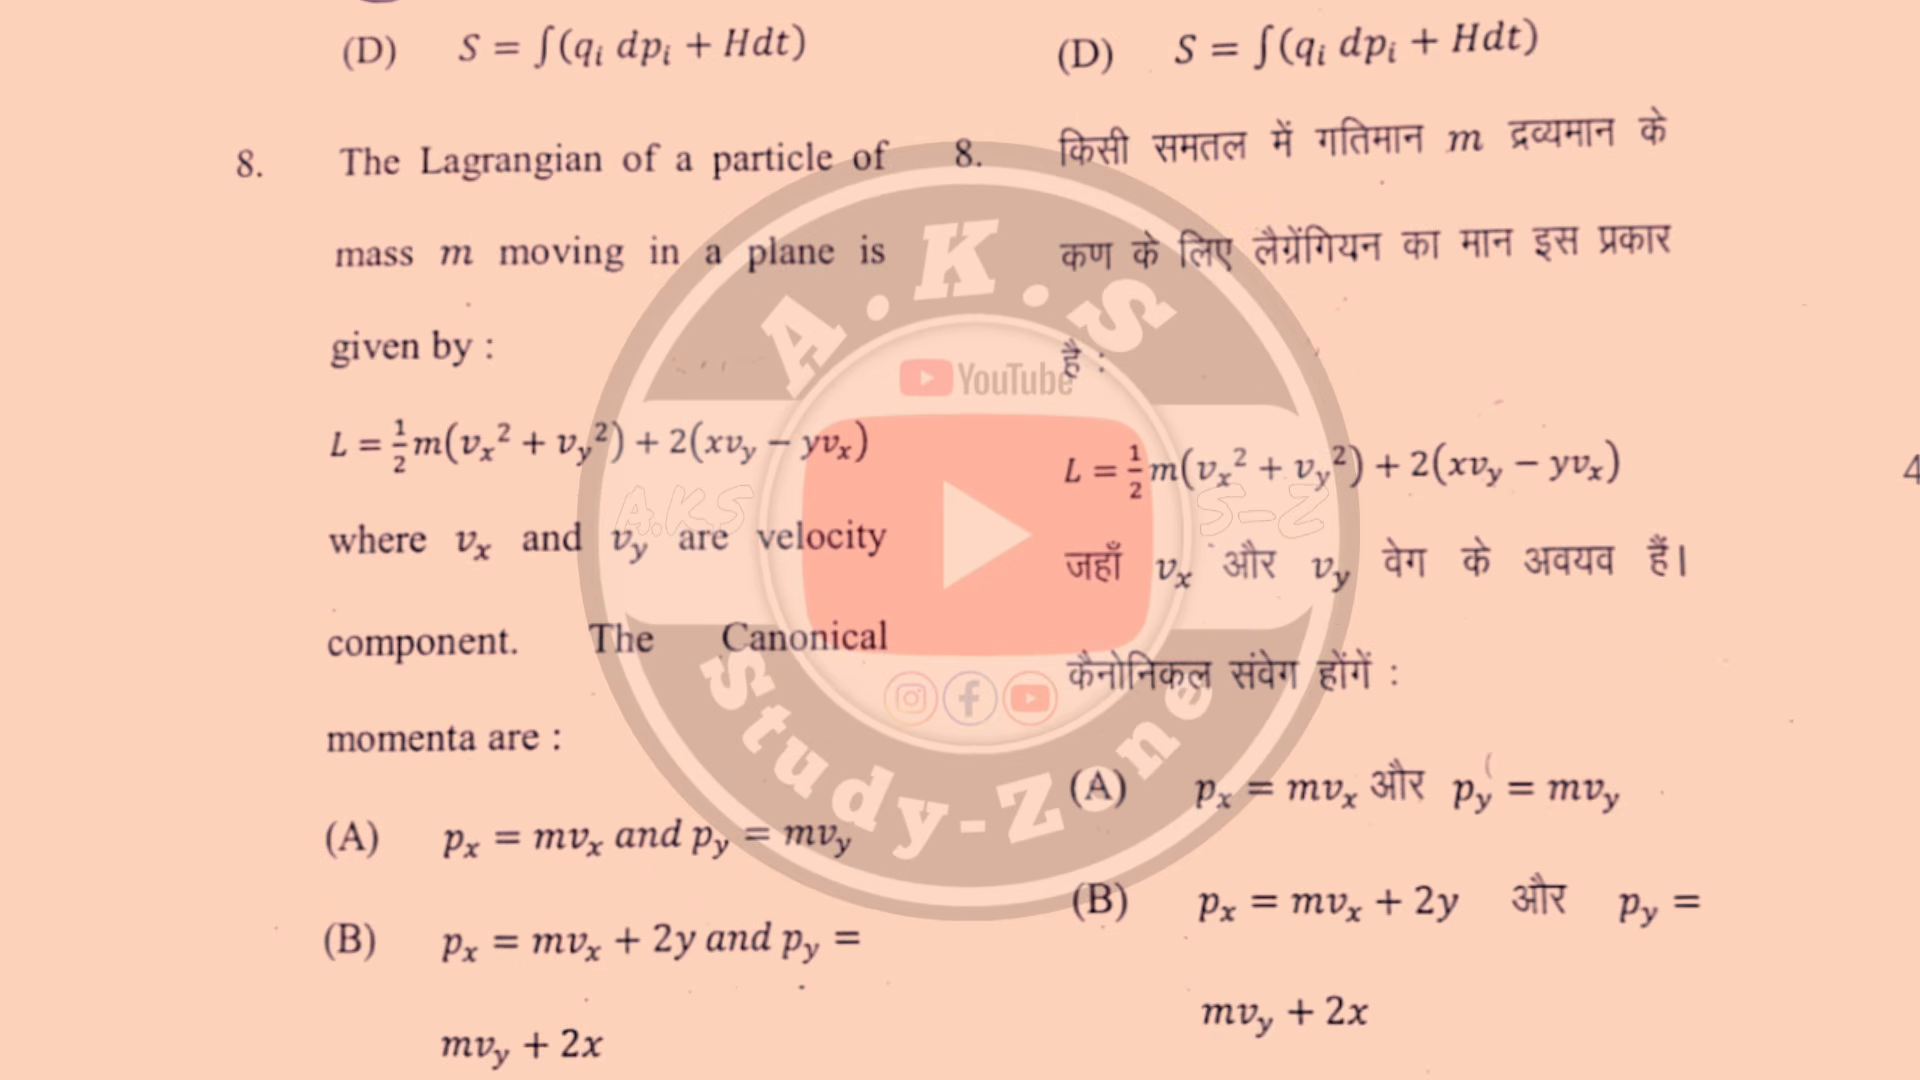 (D) S = ∫(qᵢ dpᵢ + Hdt)
8. The Lagrangian of a particle of
mass m moving in a plane is
given by :
L = ½m(vₓ² + v_y²) + 2(xv_y − yvₓ)
where vₓ and v_y are velocity
component. The Canonical
momenta are :
(A) pₓ = mvₓ and p_y = mv_y
(B) pₓ = mvₓ + 2y and p_y =
mv_y + 2x
(D) S = ∫(qᵢ dpᵢ + Hdt)
8. किसी समतल में गतिमान m द्रव्यमान के
कण के लिए लैग्रेंगियन का मान इस प्रकार
है :
L = ½m(vₓ² + v_y²) + 2(xv_y − yvₓ)
जहाँ vₓ और v_y वेग के अवयव हैं।
कैनोनिकल संवेग होंगें :
(A) pₓ = mvₓ और p_y = mv_y
(B) pₓ = mvₓ + 2y और p_y =
mv_y + 2x
4
A.K.S
YouTube
A.KS S-Z
Study-Zone